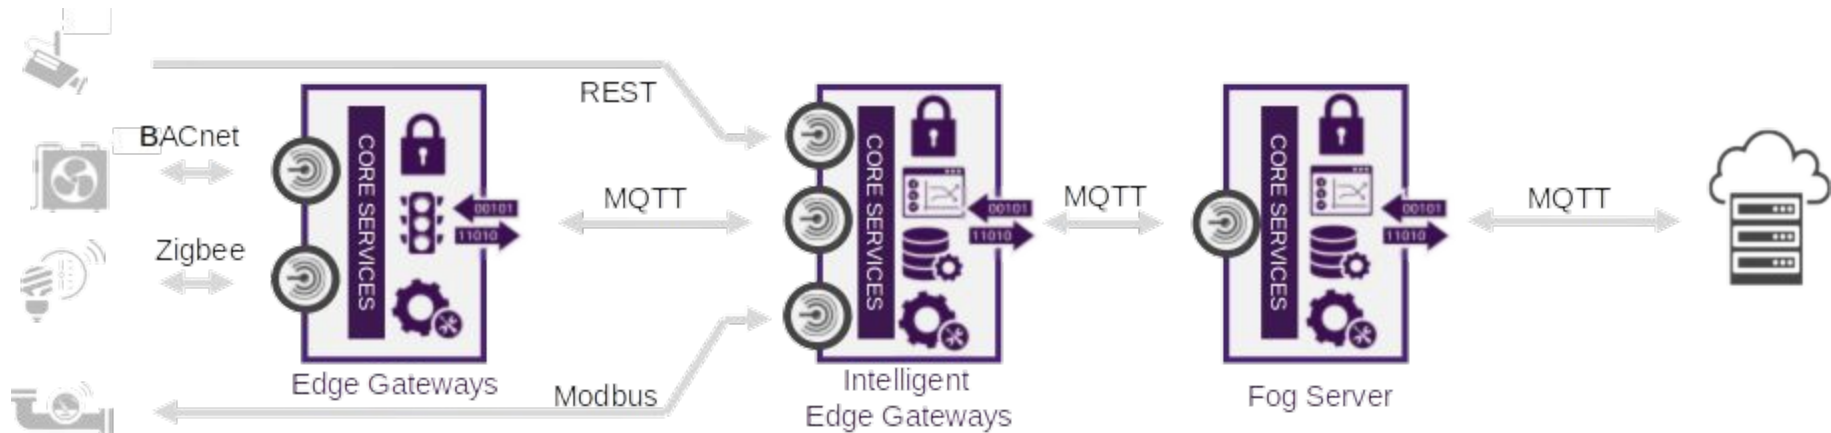 REST
BACnet
Zigbee
CORE SERVICES
00101
11010
Edge Gateways
MQTT
Modbus
CORE SERVICES
00101
11010
Intelligent
Edge Gateways
MQTT
CORE SERVICES
00101
11010
Fog Server
MQTT